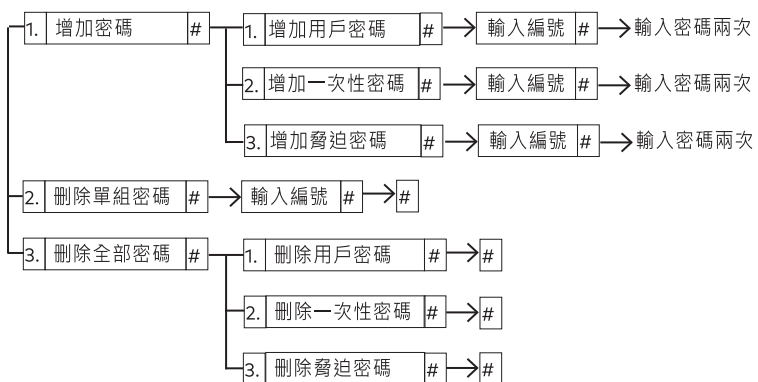 1. 增加密碼 # 1. 增加用戶密碼 # 輸入編號 # 輸入密碼兩次
2. 增加一次性密碼 # 輸入編號 # 輸入密碼兩次
3. 增加脅迫密碼 # 輸入編號 # 輸入密碼兩次
2. 刪除單組密碼 # 輸入編號 # #
3. 刪除全部密碼 # 1. 刪除用戶密碼 # #
2. 刪除一次性密碼 # #
3. 刪除脅迫密碼 # #